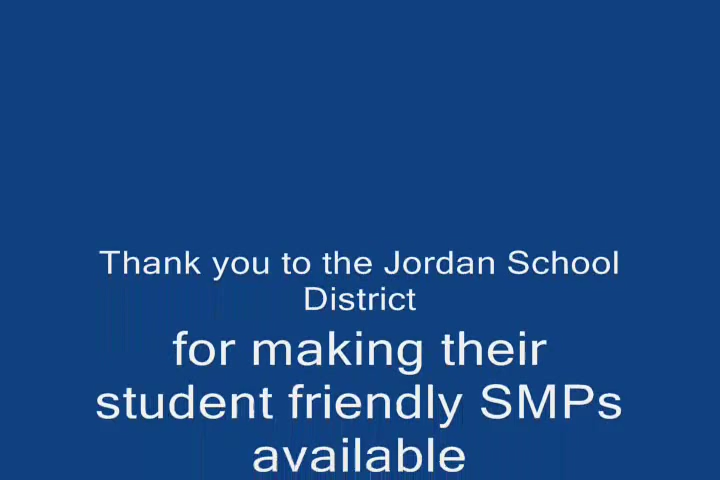 Thank you to the Jordan School
District
for making their
student friendly SMPs
available